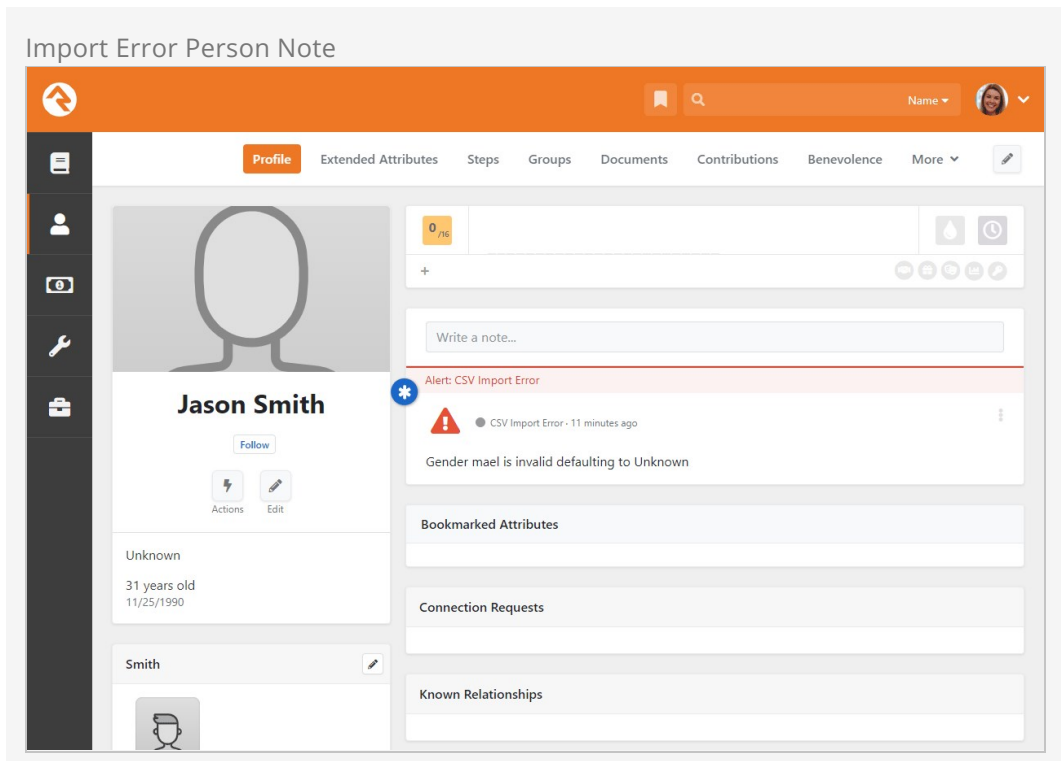 Import Error Person Note
Name
Profile Extended Attributes Steps Groups Documents Contributions Benevolence More
0 /16
+
Write a note...
Alert: CSV Import Error
CSV Import Error · 11 minutes ago
Gender mael is invalid defaulting to Unknown
Jason Smith
Follow
Actions Edit
Unknown
31 years old
11/25/1990
Smith
Bookmarked Attributes
Connection Requests
Known Relationships